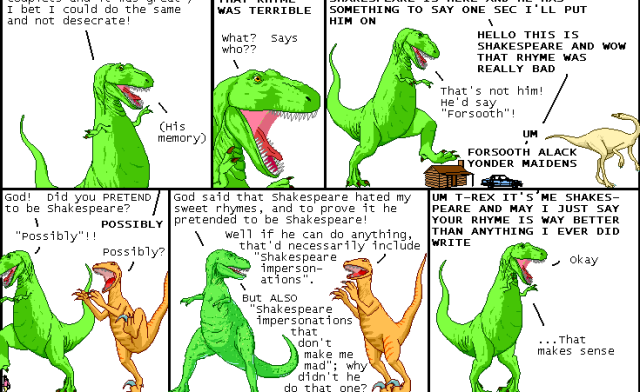 couplets and it was great,
I bet I could do the same
and not desecrate!
(His
memory)
THAT RHYME
WAS TERRIBLE
What? Says
who??
SHAKESPEARE IS HERE AND HE HAS
SOMETHING TO SAY ONE SEC I'LL PUT
HIM ON
HELLO THIS IS
SHAKESPEARE AND WOW
THAT RHYME WAS
REALLY BAD
That's not him!
He'd say
"Forsooth"!
UM
FORSOOTH ALACK
YONDER MAIDENS
God! Did you PRETEND
to be Shakespeare?
POSSIBLY
"Possibly"!!
Possibly?
God said that Shakespeare hated my
sweet rhymes, and to prove it he
pretended to be Shakespeare!
Well if he can do anything,
that'd necessarily include
"Shakespeare
imperson-
ations".
But ALSO
"Shakespeare
impersonations
that
don't
make me
mad"; why
didn't he
do that one?
UM T-REX IT'S ME SHAKES-
PEARE AND MAY I JUST SAY
YOUR RHYME IS WAY BETTER
THAN ANYTHING I EVER DID
WRITE
Okay
...That
makes sense